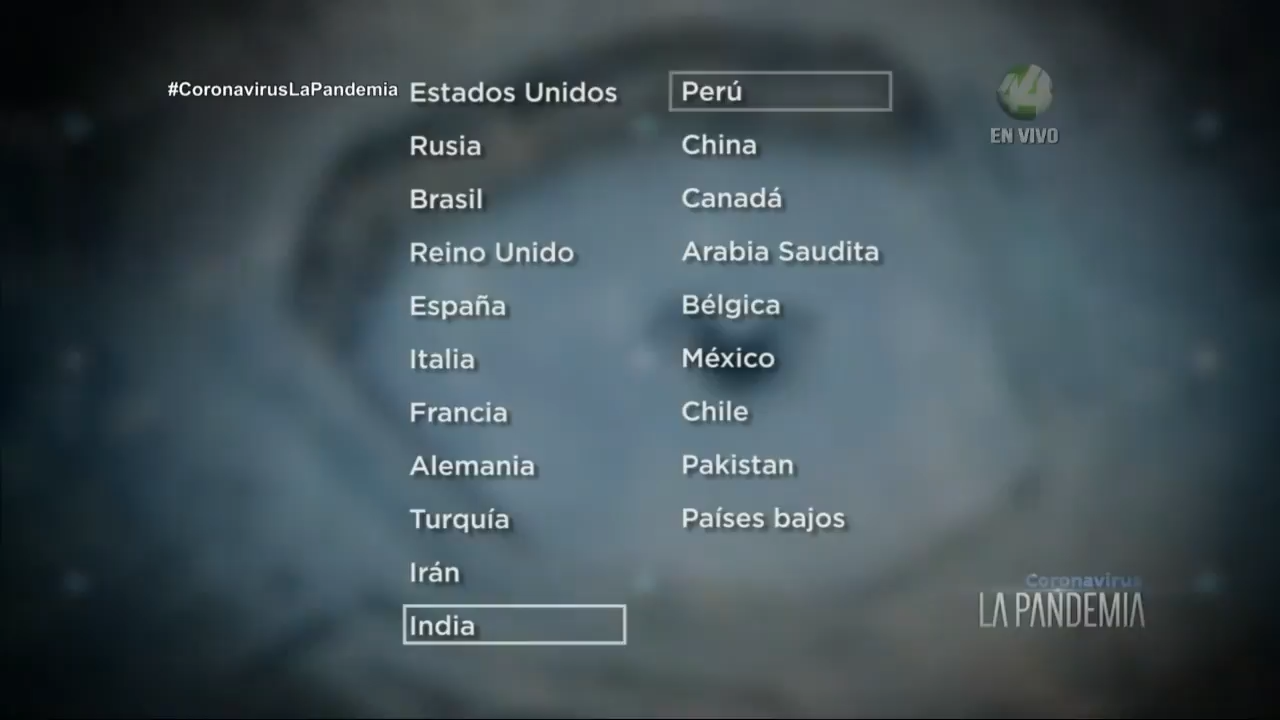 #CoronavirusLaPandemia
Estados Unidos
Rusia
Brasil
Reino Unido
España
Italia
Francia
Alemania
Turquía
Irán
India
Perú
China
Canadá
Arabia Saudita
Bélgica
México
Chile
Pakistan
Países bajos
4
EN VIVO
Coronavirus
LA PANDEMIA